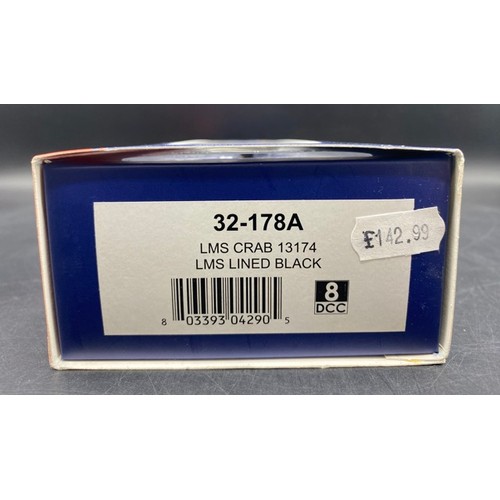 32-178A
£142.99
LMS CRAB 13174
LMS LINED BLACK
8
DCC
8 03393 04290 5